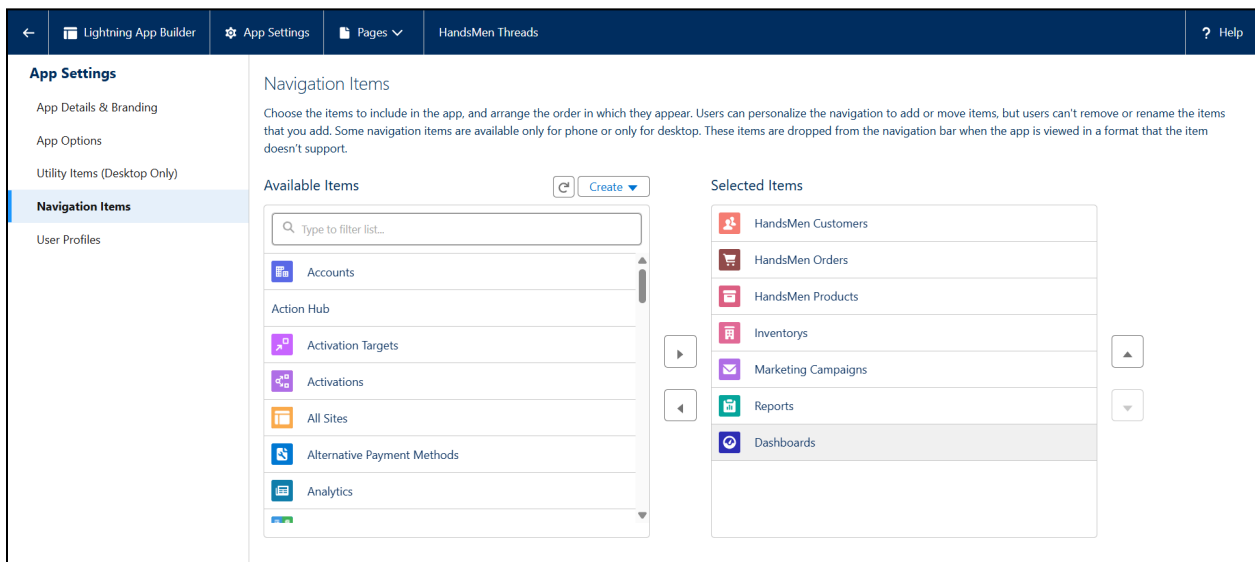 Lightning App Builder
App Settings
Pages
HandsMen Threads
? Help
App Settings
App Details & Branding
App Options
Utility Items (Desktop Only)
Navigation Items
User Profiles
Navigation Items
Choose the items to include in the app, and arrange the order in which they appear. Users can personalize the navigation to add or move items, but users can't remove or rename the items
that you add. Some navigation items are available only for phone or only for desktop. These items are dropped from the navigation bar when the app is viewed in a format that the item
doesn't support.
Available Items
Create
Type to filter list...
Accounts
Action Hub
Activation Targets
Activations
All Sites
Alternative Payment Methods
Analytics
Selected Items
HandsMen Customers
HandsMen Orders
HandsMen Products
Inventorys
Marketing Campaigns
Reports
Dashboards